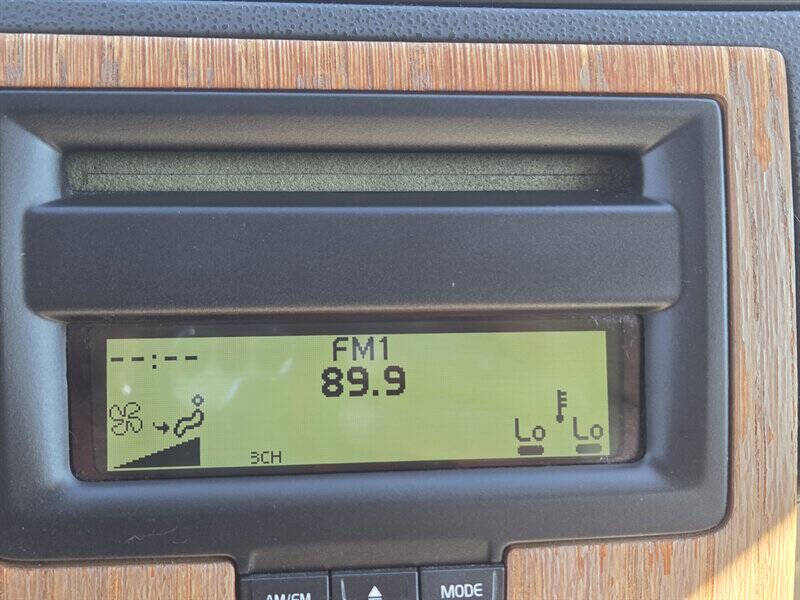 --:--
FM1
89.9
Lo Lo
3CH
AM/FM
MODE